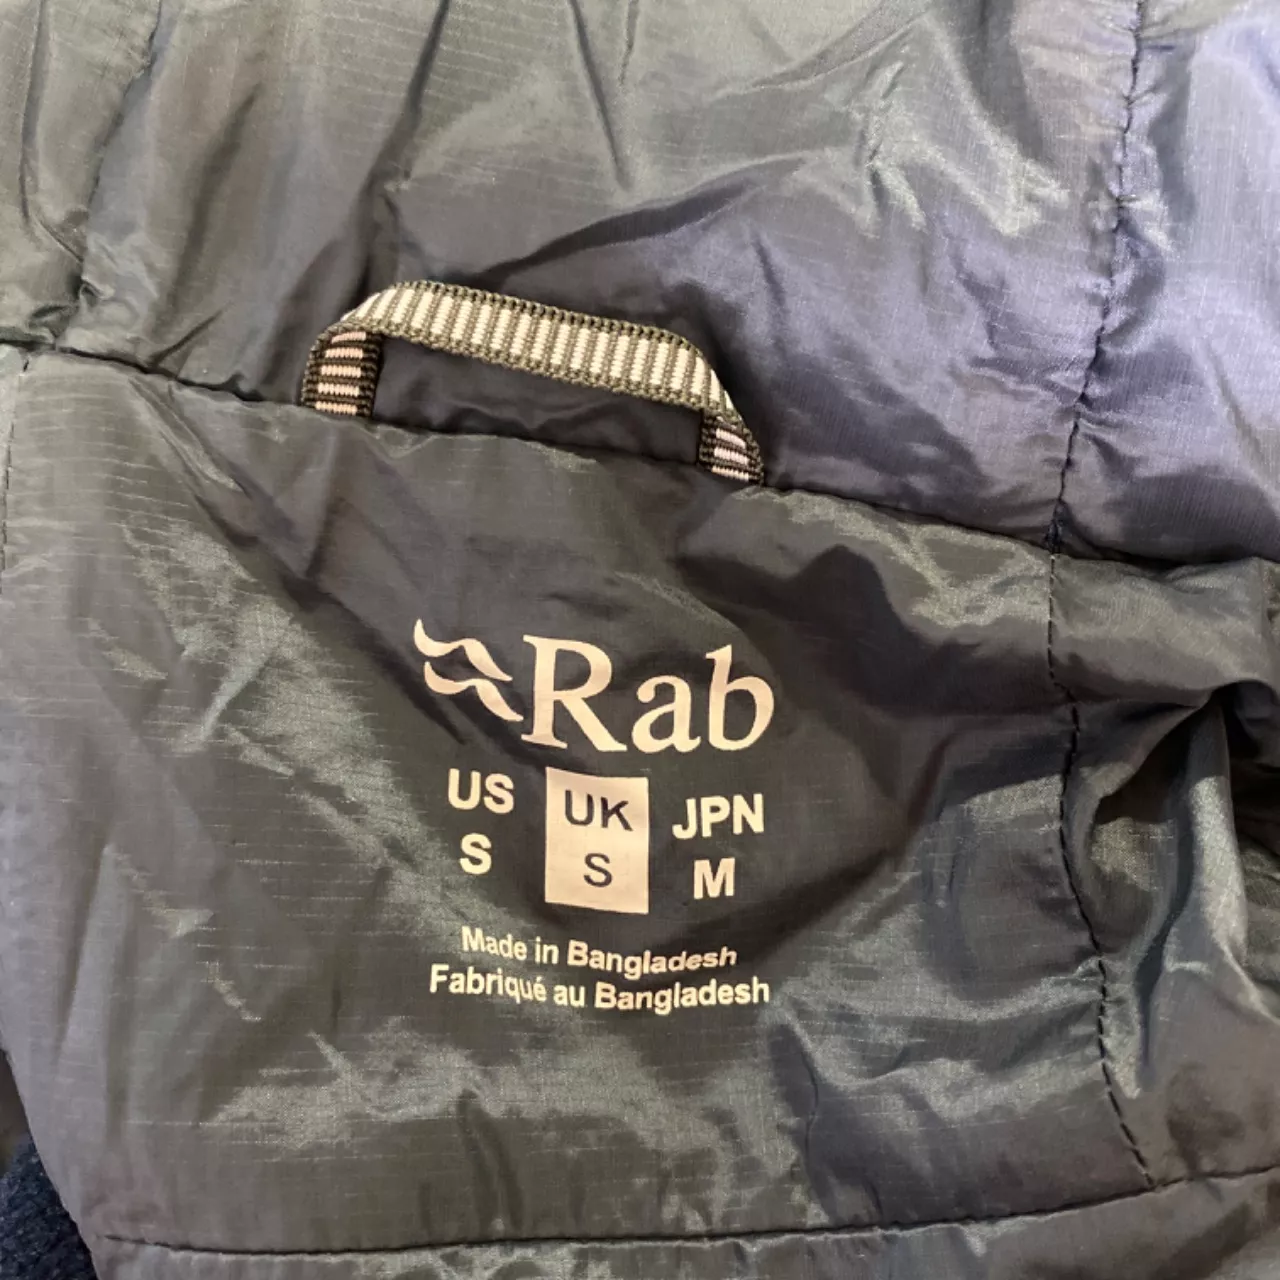 Rab
US UK JPN
S S M
Made in Bangladesh
Fabriqué au Bangladesh